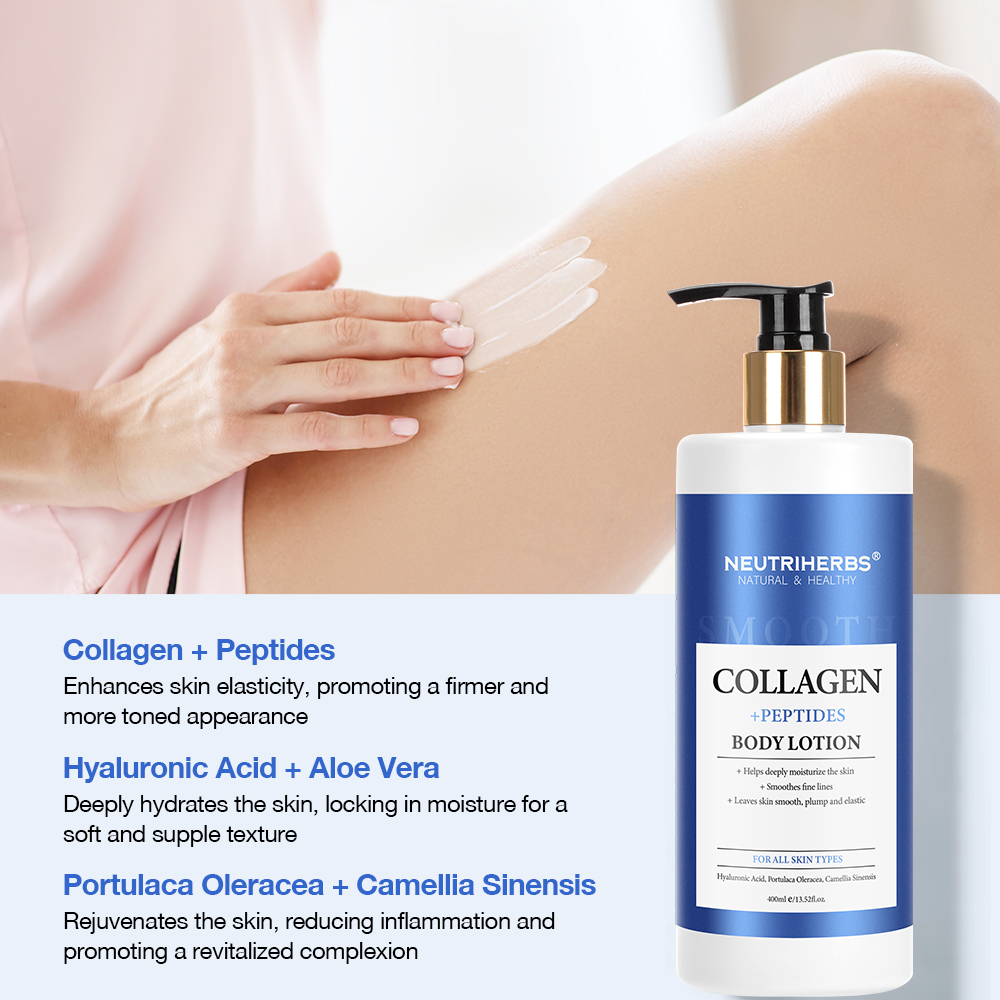 Collagen + Peptides
Enhances skin elasticity, promoting a firmer and
more toned appearance
Hyaluronic Acid + Aloe Vera
Deeply hydrates the skin, locking in moisture for a
soft and supple texture
Portulaca Oleracea + Camellia Sinensis
Rejuvenates the skin, reducing inflammation and
promoting a revitalized complexion
NEUTRIHERBS®
NATURAL & HEALTHY
SMOOTH
COLLAGEN
+PEPTIDES
BODY LOTION
+ Helps deeply moisturize the skin
+ Smoothes fine lines
+ Leaves skin smooth, plump and elastic
FOR ALL SKIN TYPES
Hyaluronic Acid, Portulaca Oleracea, Camellia Sinensis
400ml e/13.52fl.oz.